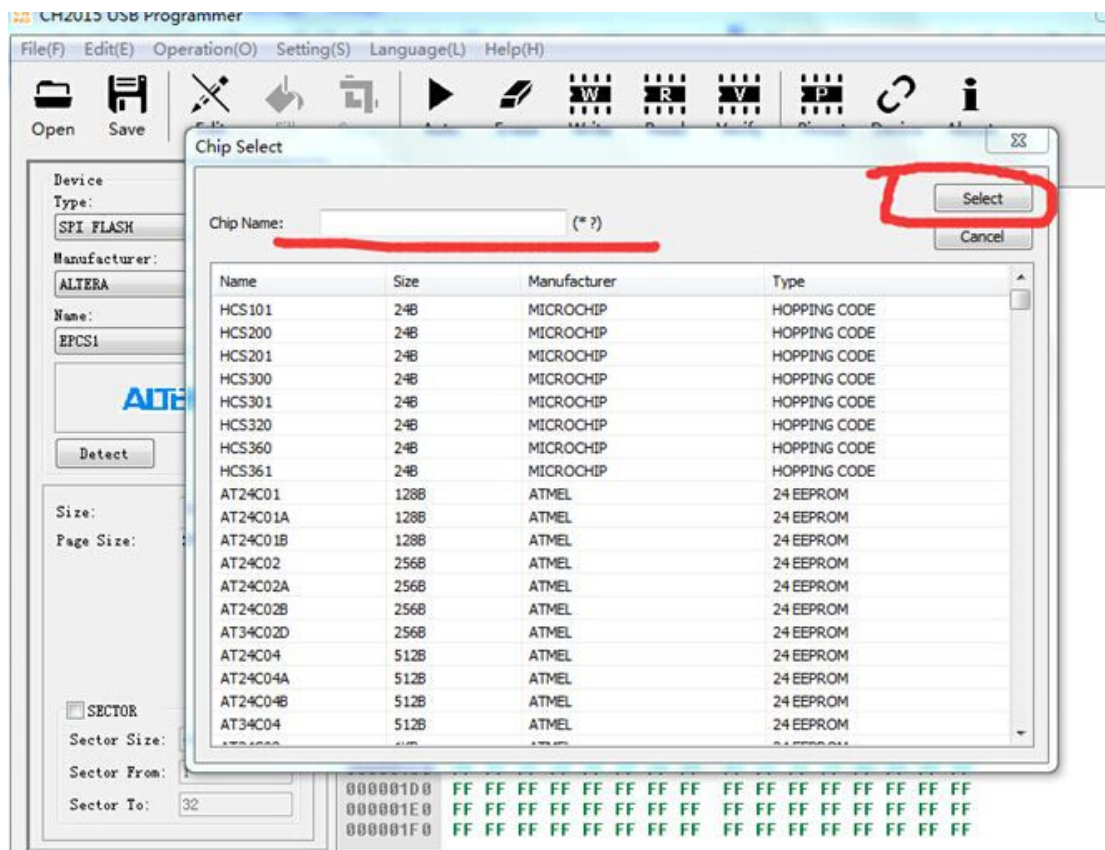 CH2015 USB Programmer
File(F) Edit(E) Operation(O) Setting(S) Language(L) Help(H)
W R V P i
Open Save
Chip Select
Device
Type:
SPI FLASH
Manufacturer:
ALTERA
Name:
EPCS1
Detect
Size:
Page Size:
SECTOR
Sector Size:
Sector From: 1
Sector To: 32
Select
Chip Name: (* ?)
Cancel
Name Size Manufacturer Type
HCS101 24B MICROCHIP HOPPING CODE
HCS200 24B MICROCHIP HOPPING CODE
HCS201 24B MICROCHIP HOPPING CODE
HCS300 24B MICROCHIP HOPPING CODE
HCS301 24B MICROCHIP HOPPING CODE
HCS320 24B MICROCHIP HOPPING CODE
HCS360 24B MICROCHIP HOPPING CODE
HCS361 24B MICROCHIP HOPPING CODE
AT24C01 128B ATMEL 24 EEPROM
AT24C01A 128B ATMEL 24 EEPROM
AT24C01B 128B ATMEL 24 EEPROM
AT24C02 256B ATMEL 24 EEPROM
AT24C02A 256B ATMEL 24 EEPROM
AT24C02B 256B ATMEL 24 EEPROM
AT34C02D 256B ATMEL 24 EEPROM
AT24C04 512B ATMEL 24 EEPROM
AT24C04A 512B ATMEL 24 EEPROM
AT24C04B 512B ATMEL 24 EEPROM
AT34C04 512B ATMEL 24 EEPROM
000001D0 FF FF FF FF FF FF FF FF FF FF FF FF FF FF FF FF
000001E0 FF FF FF FF FF FF FF FF FF FF FF FF FF FF FF FF
000001F0 FF FF FF FF FF FF FF FF FF FF FF FF FF FF FF FF